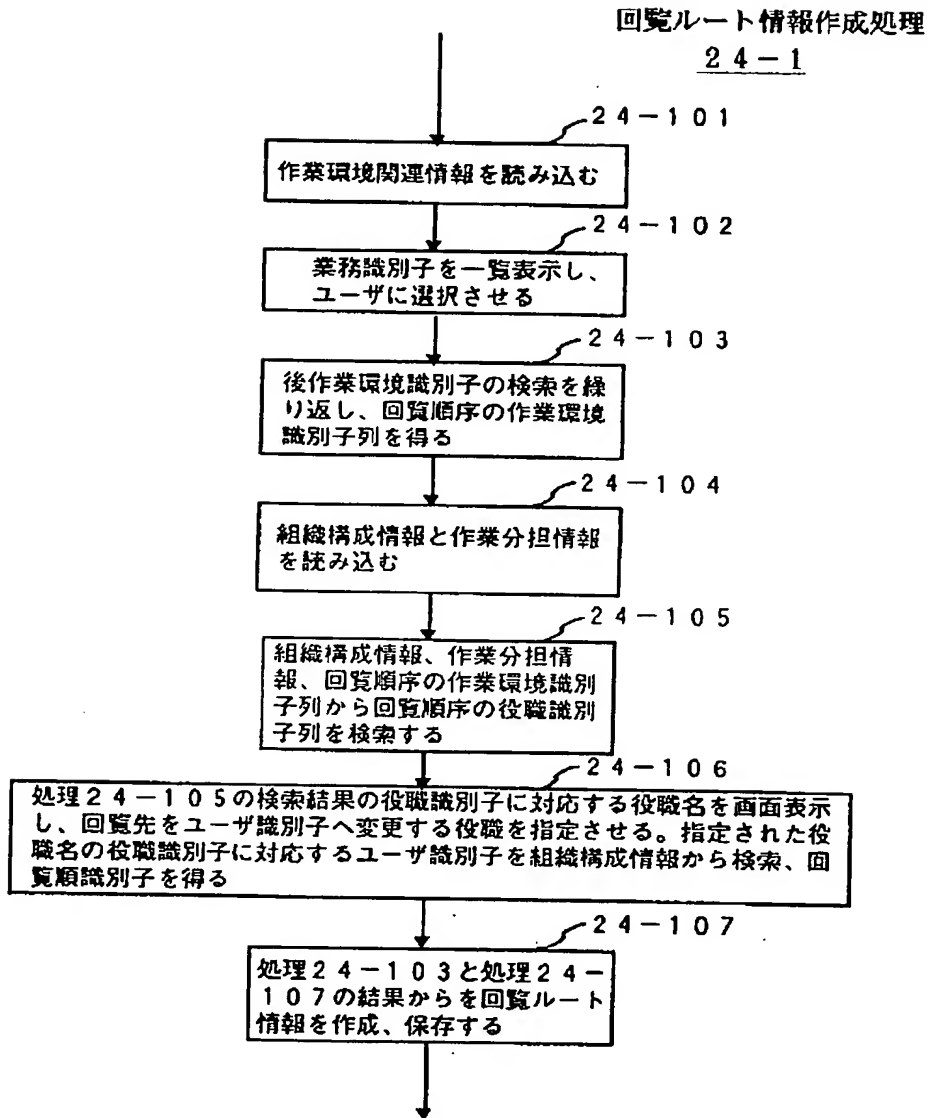 回覧ルート情報作成処理
24-1
24-101
作業環境関連情報を読み込む
24-102
業務識別子を一覧表示し、
ユーザに選択させる
24-103
後作業環境識別子の検索を繰
り返し、回覧順序の作業環境
識別子列を得る
24-104
組織構成情報と作業分担情報
を読み込む
24-105
組織構成情報、作業分担情
報、回覧順序の作業環境識別
子列から回覧順序の役職識別
子列を検索する
24-106
処理24-105の検索結果の役職識別子に対応する役職名を画面表示
し、回覧先をユーザ識別子へ変更する役職を指定させる。指定された役
職名の役職識別子に対応するユーザ識別子を組織構成情報から検索、回
覧順識別子を得る
24-107
処理24-103と処理24-
107の結果からを回覧ルート
情報を作成、保存する